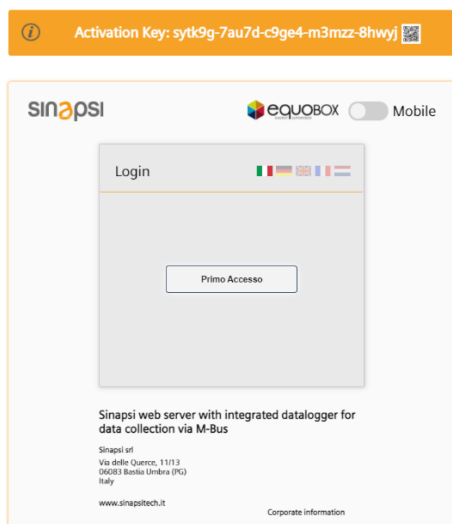 Activation Key: sytk9g-7au7d-c9ge4-m3mzz-8hwyj
sinapsi
equobox
Mobile
Login
Primo Accesso
Sinapsi web server with integrated datalogger for
data collection via M-Bus
Sinapsi srl
Via delle Querce, 11/13
06083 Bastia Umbra (PG)
Italy
www.sinapsitech.it
Corporate information